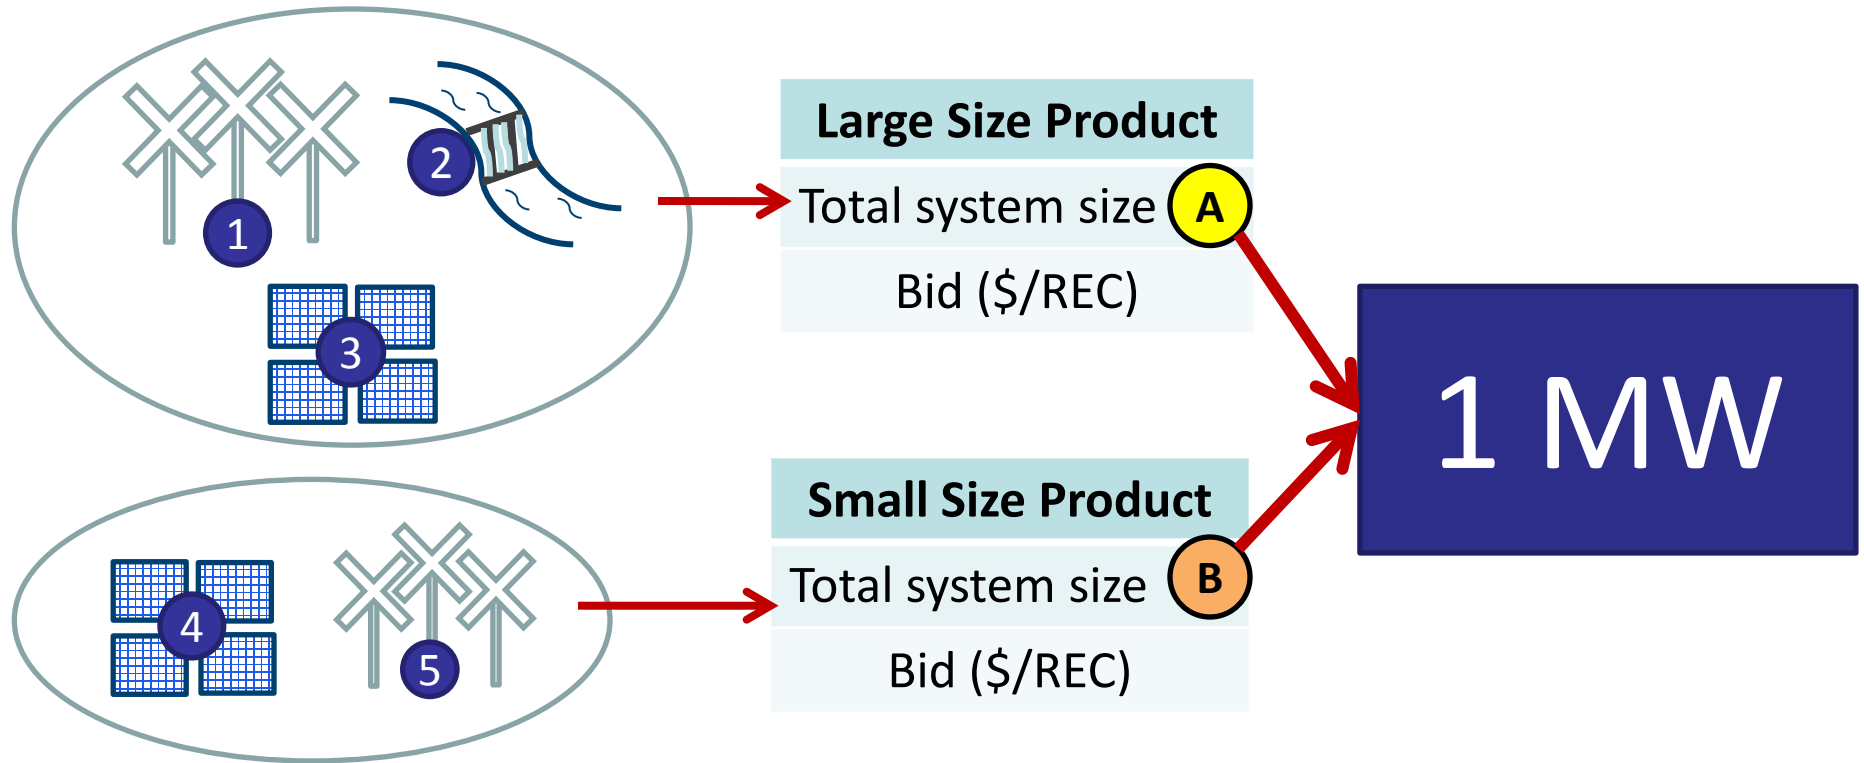 1
2
3
Large Size Product
Total system size
A
Bid ($/REC)
1 MW
4
5
Small Size Product
Total system size
B
Bid ($/REC)